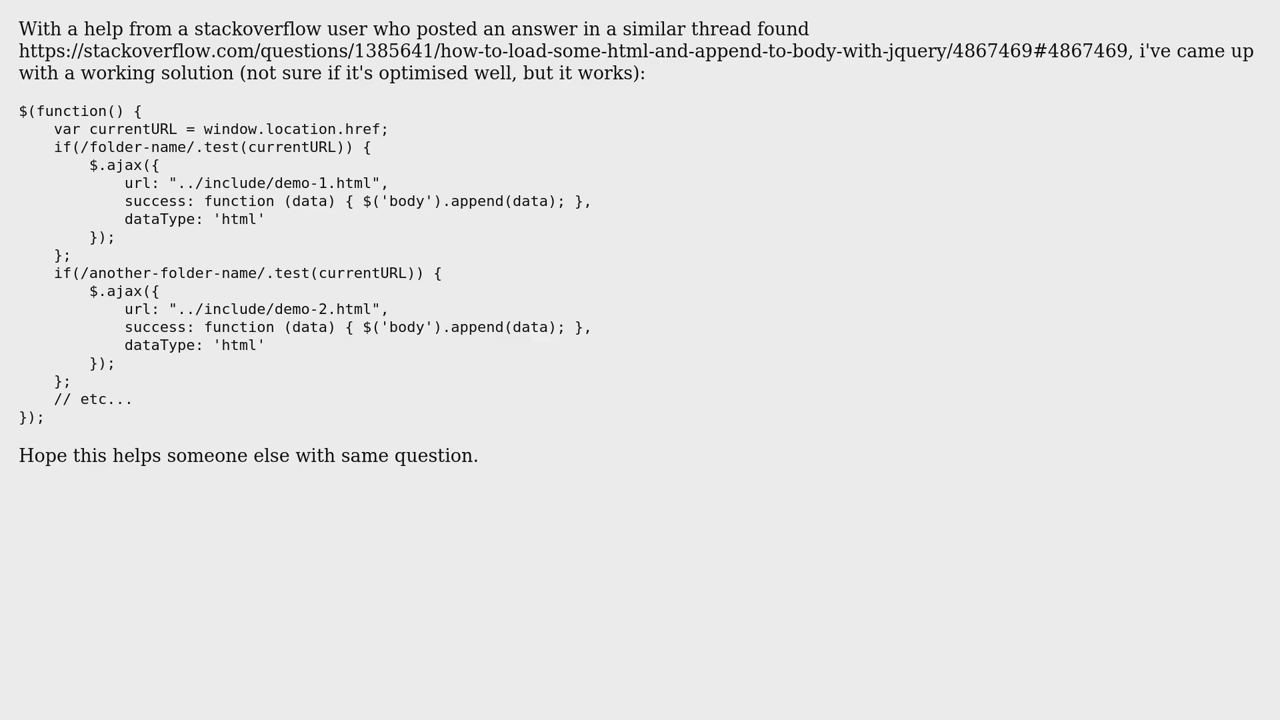 With a help from a stackoverflow user who posted an answer in a similar thread found
https://stackoverflow.com/questions/1385641/how-to-load-some-html-and-append-to-body-with-jquery/4867469#4867469, i've came up
with a working solution (not sure if it's optimised well, but it works):
$(function() {
    var currentURL = window.location.href;
    if(/folder-name/.test(currentURL)) {
        $.ajax({
            url: "../include/demo-1.html",
            success: function (data) { $('body').append(data); },
            dataType: 'html'
        });
    };
    if(/another-folder-name/.test(currentURL)) {
        $.ajax({
            url: "../include/demo-2.html",
            success: function (data) { $('body').append(data); },
            dataType: 'html'
        });
    };
    // etc...
});
Hope this helps someone else with same question.